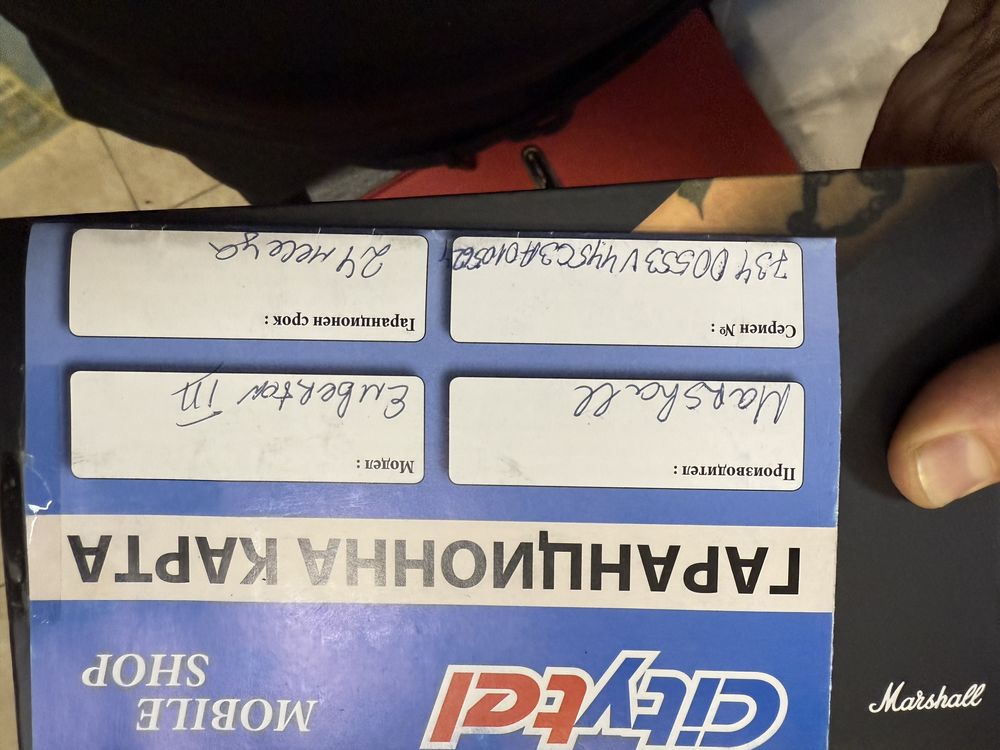 Citytel
MOBILE
SHOP
ГАРАНЦИОННА КАРТА
Производител :
Marshall
Модел :
Emberton III
Сериен № :
Гаранционен срок :
24 месеца
Marshall